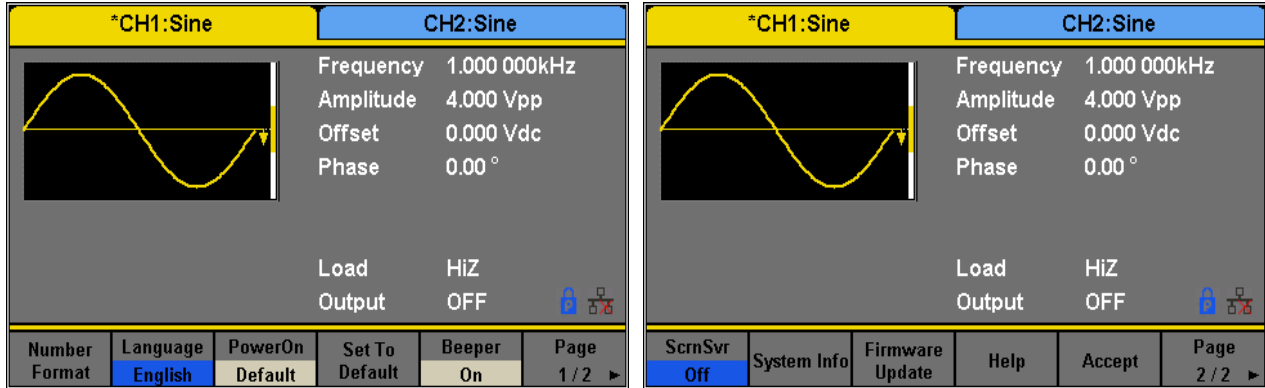 *CH1:Sine
CH2:Sine
Frequency 1.000 000kHz
Amplitude 4.000 Vpp
Offset 0.000 Vdc
Phase 0.00 °
Load HiZ
Output OFF
P
Number Format
Language English
PowerOn Default
Set To Default
Beeper On
Page 1 / 2 ►
*CH1:Sine
CH2:Sine
Frequency 1.000 000kHz
Amplitude 4.000 Vpp
Offset 0.000 Vdc
Phase 0.00 °
Load HiZ
Output OFF
P
ScrnSvr Off
System Info
Firmware Update
Help
Accept
Page 2 / 2 ►